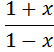 1 + x
1 − x